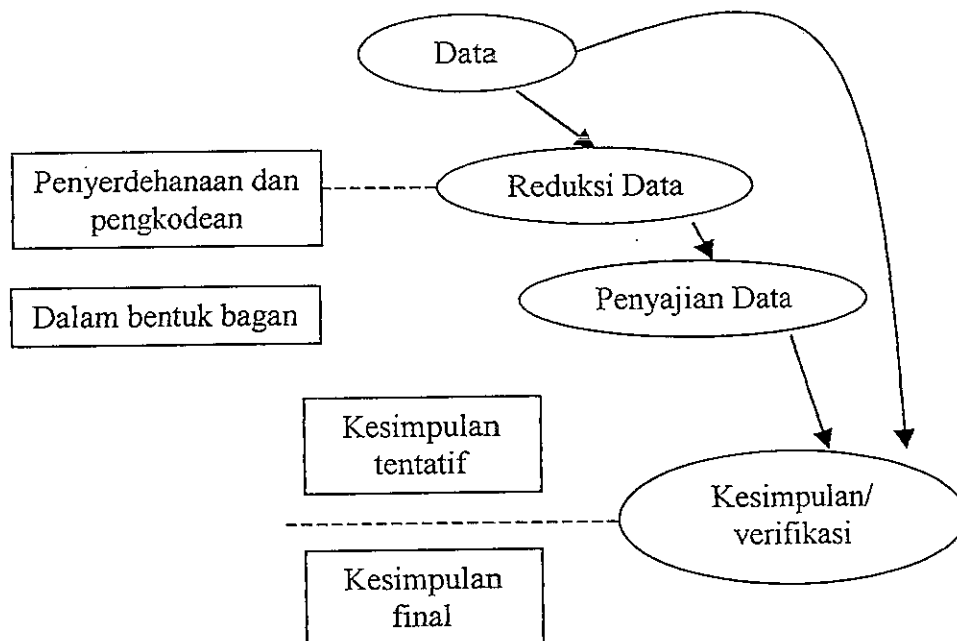 Data
Penyerdehanaan dan
pengkodean
Reduksi Data
Dalam bentuk bagan
Penyajian Data
Kesimpulan
tentatif
Kesimpulan/
verifikasi
Kesimpulan
final